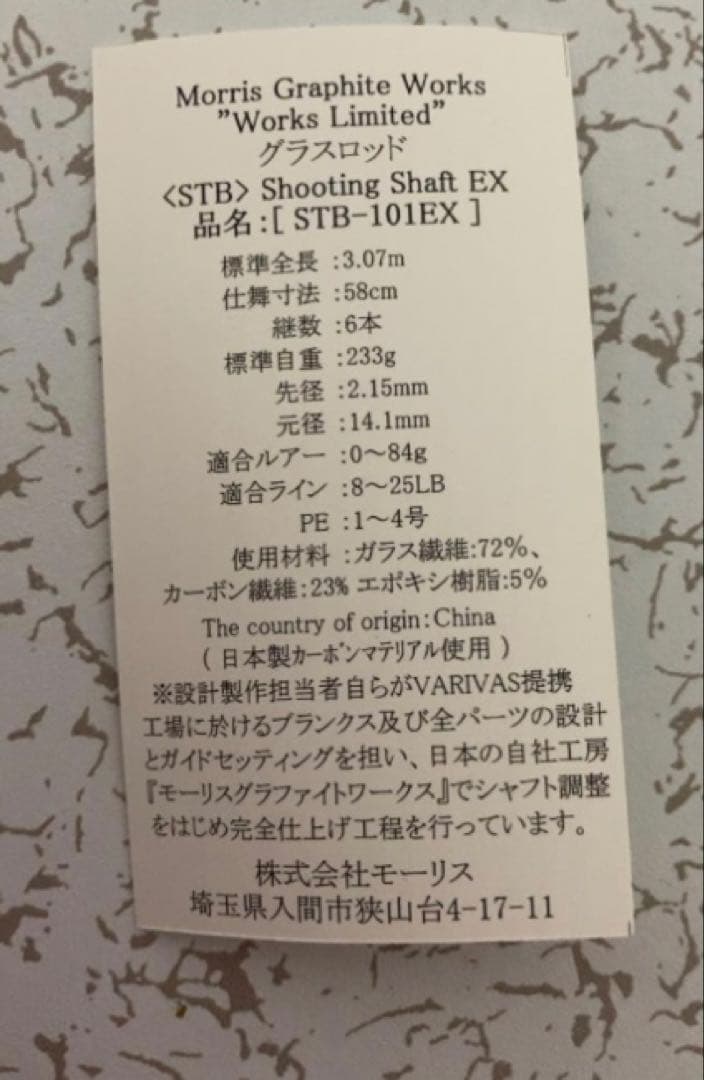 Morris Graphite Works
"Works Limited"
グラスロッド
<STB> Shooting Shaft EX
品名:[ STB-101EX ]
標準全長 :3.07m
仕舞寸法 :58cm
継数 :6本
標準自重 :233g
先径 :2.15mm
元径 :14.1mm
適合ルアー :0～84g
適合ライン :8～25LB
PE :1～4号
使用材料 :ガラス繊維:72%、
カーボン繊維:23% エポキシ樹脂:5%
The country of origin:China
( 日本製カーボンマテリアル使用 )
※設計製作担当者自らがVARIVAS提携
工場に於けるブランクス及び全パーツの設計
とガイドセッティングを担い、日本の自社工房
『モーリスグラファイトワークス』でシャフト調整
をはじめ完全仕上げ工程を行っています。
株式会社モーリス
埼玉県入間市狭山台4-17-11